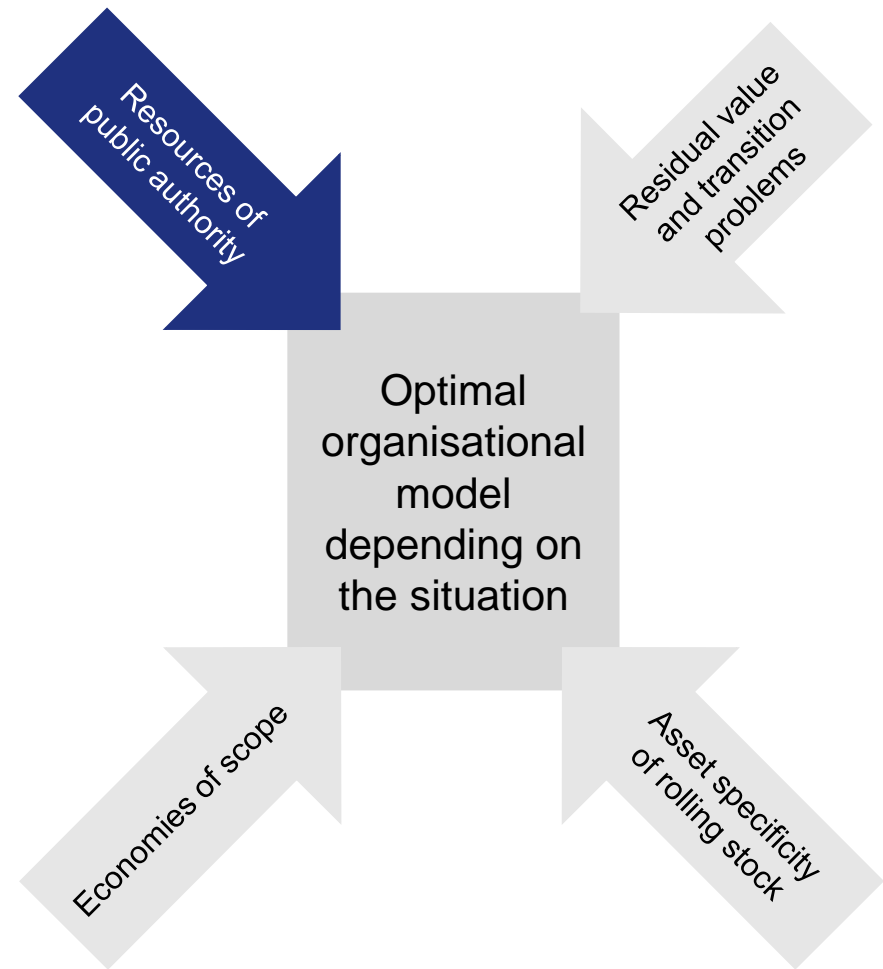 Resources of
public authority
Residual value
and transition
problems
Optimal
organisational
model
depending on
the situation
Economies of scope
Asset specificity
of rolling stock